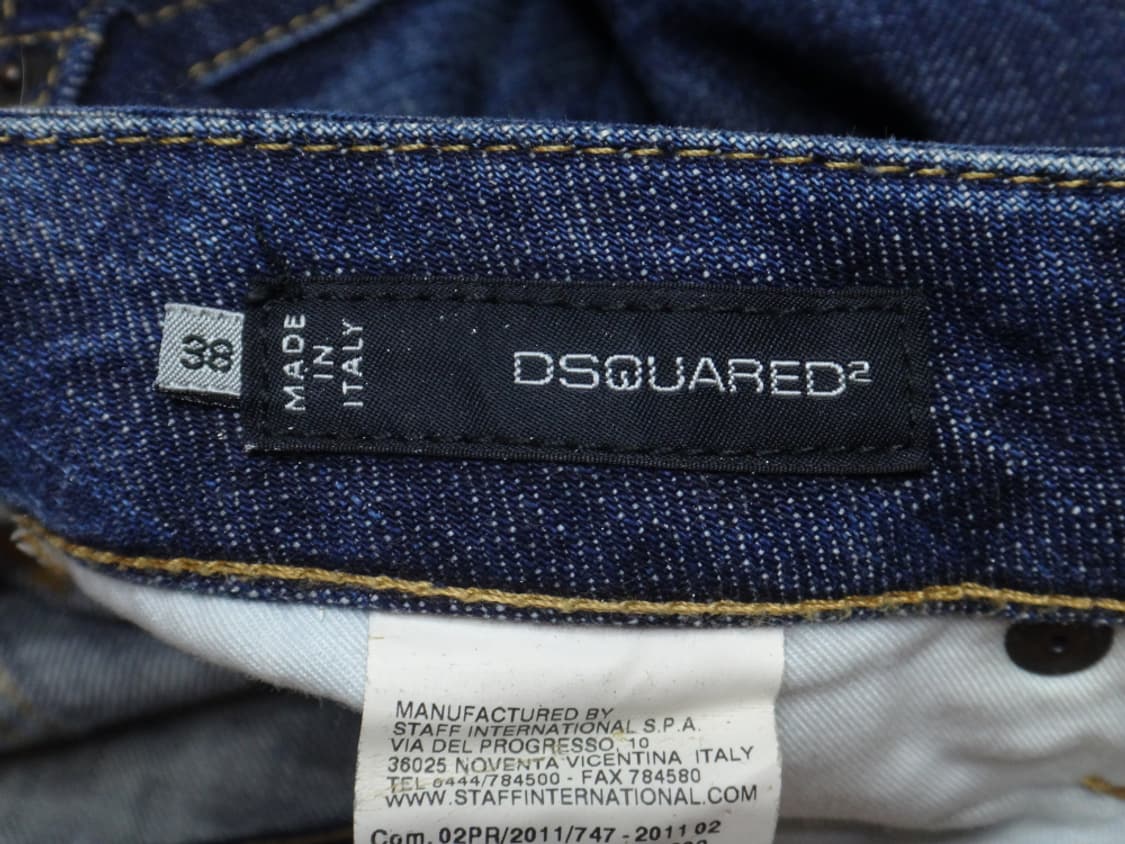 38
MADE
IN
ITALY
DSQUARED²
MANUFACTURED BY
STAFF INTERNATIONAL S.P.A.
VIA DEL PROGRESSO, 10
36025 NOVENTA VICENTINA ITALY
TEL 0444/784500 - FAX 784580
WWW.STAFFINTERNATIONAL.COM
Com. 02PR/2011/747 - 2011 02